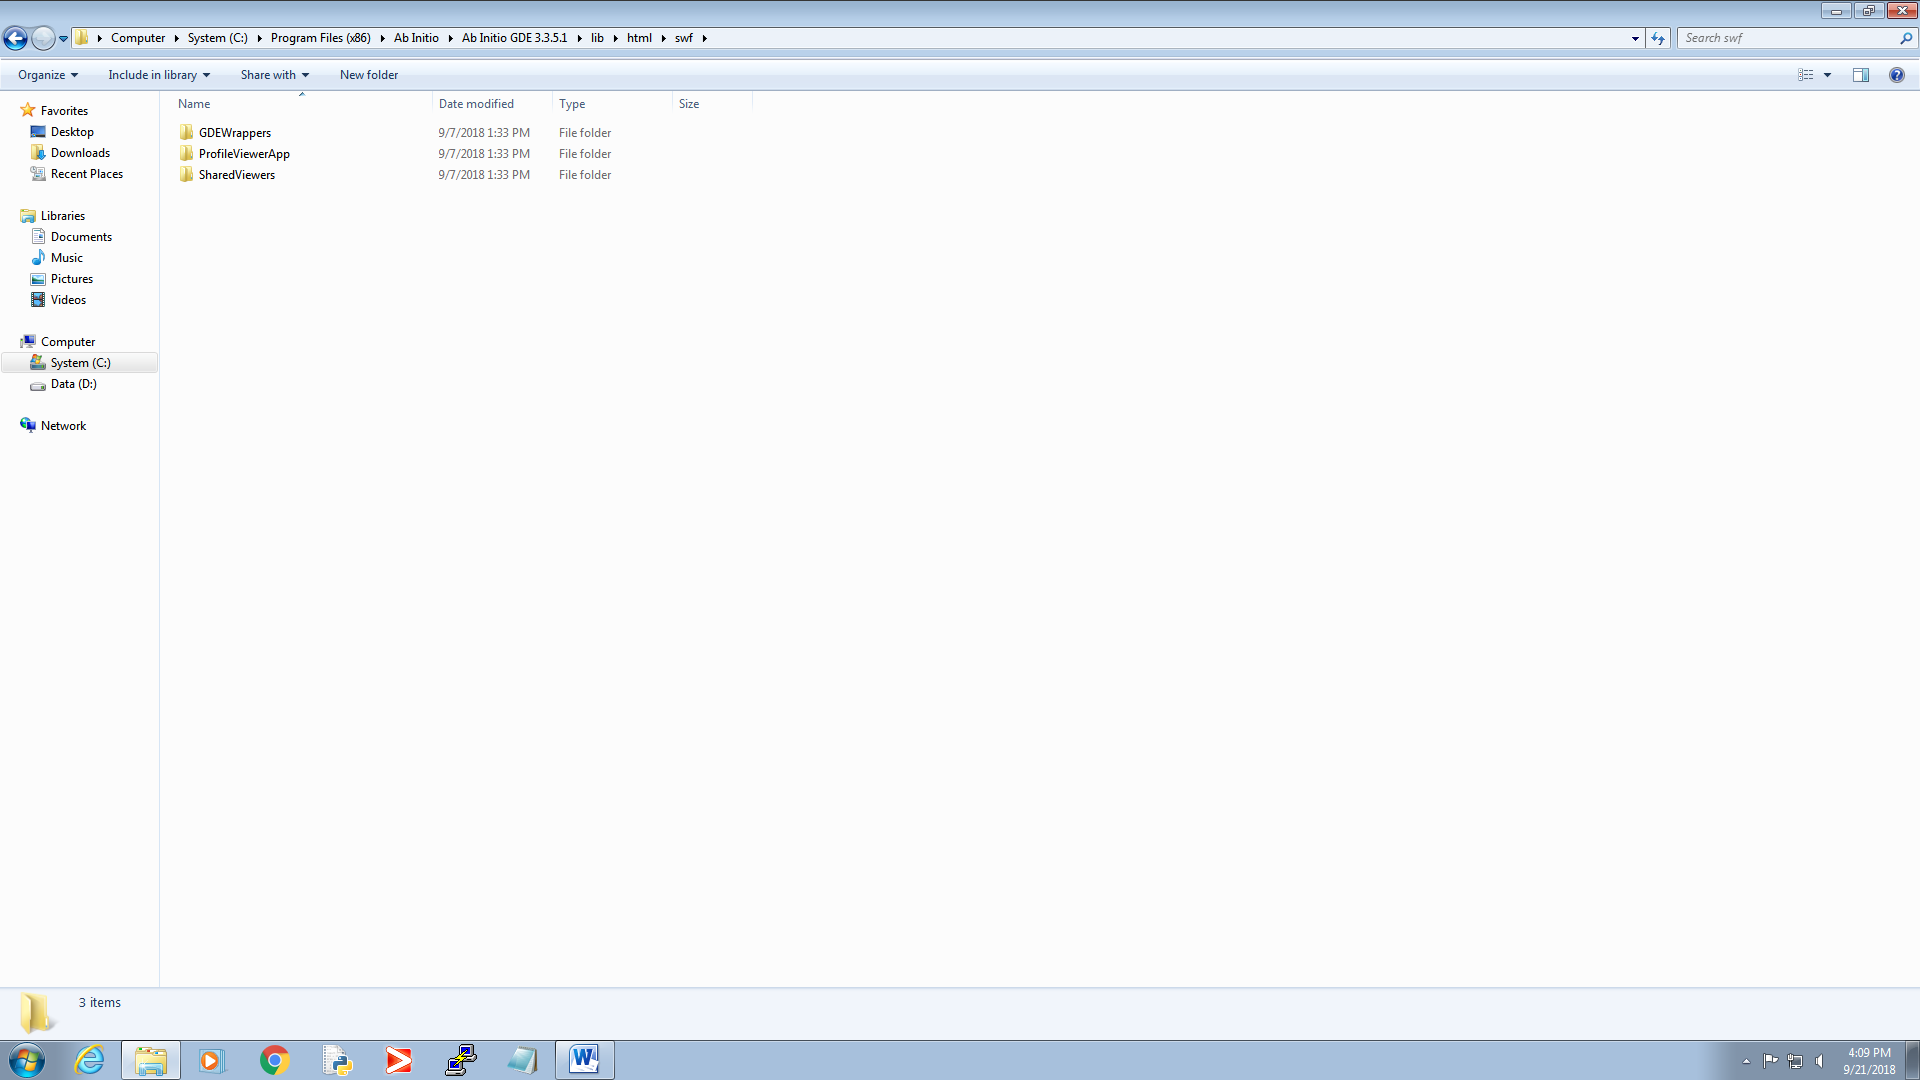 Computer System (C:) Program Files (x86) Ab Initio Ab Initio GDE 3.3.5.1 lib html swf
Search swf
Organize Include in library Share with New folder
Name Date modified Type Size
GDEWrappers 9/7/2018 1:33 PM File folder
ProfileViewerApp 9/7/2018 1:33 PM File folder
SharedViewers 9/7/2018 1:33 PM File folder
Favorites
Desktop
Downloads
Recent Places
Libraries
Documents
Music
Pictures
Videos
Computer
System (C:)
Data (D:)
Network
3 items
4:09 PM
9/21/2018